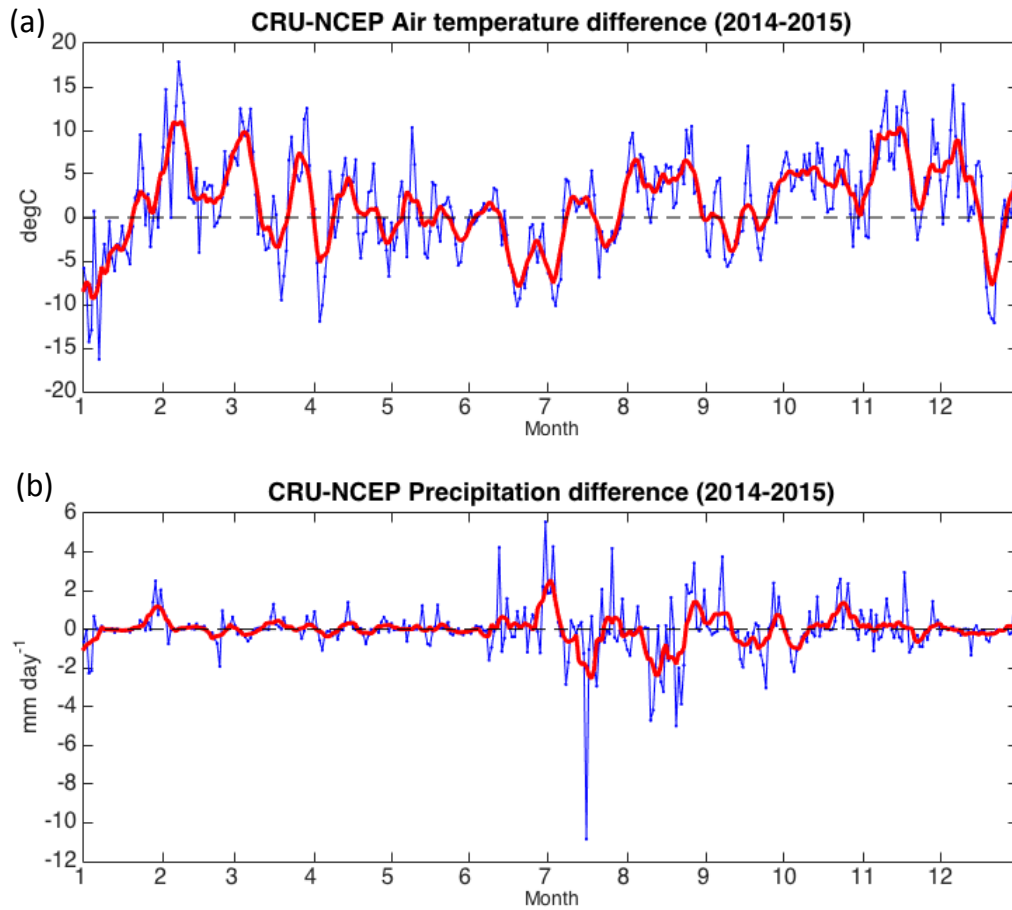 (a)
CRU-NCEP Air temperature difference (2014-2015)
20
15
10
5
0
-5
-10
-15
-20
degC
1 2 3 4 5 6 7 8 9 10 11 12
Month
(b)
CRU-NCEP Precipitation difference (2014-2015)
6
4
2
0
-2
-4
-6
-8
-10
-12
mm day⁻¹
1 2 3 4 5 6 7 8 9 10 11 12
Month